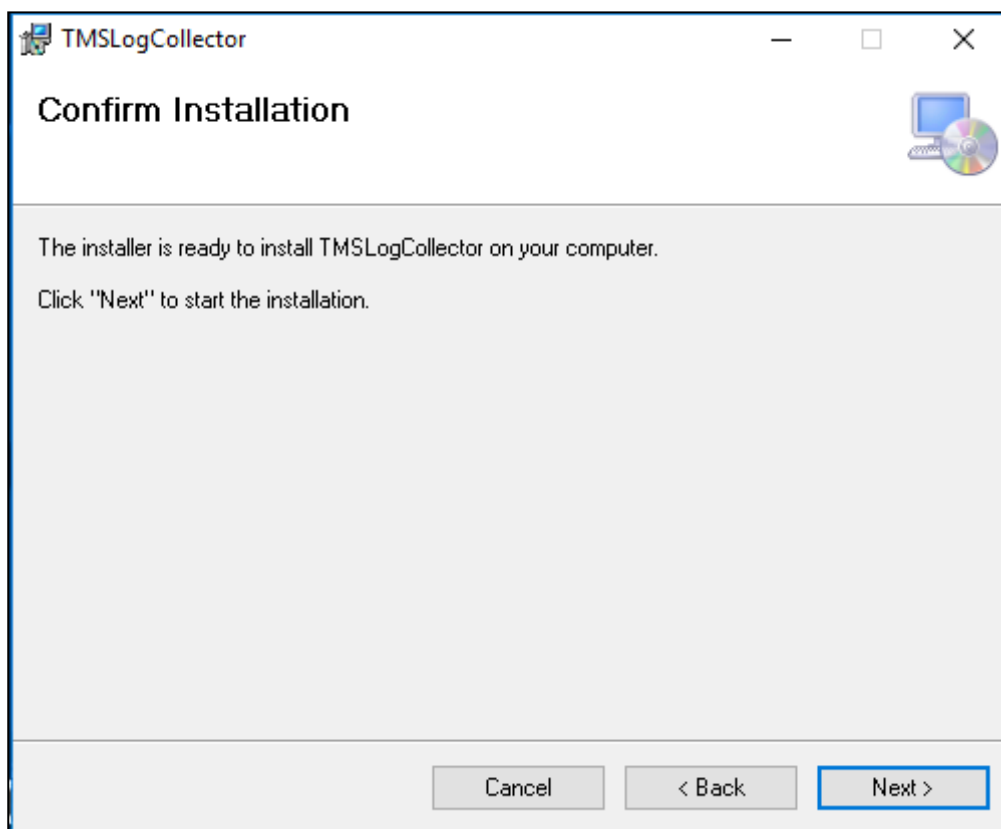 TMSLogCollector
Confirm Installation
The installer is ready to install TMSLogCollector on your computer.
Click "Next" to start the installation.
Cancel
< Back
Next >